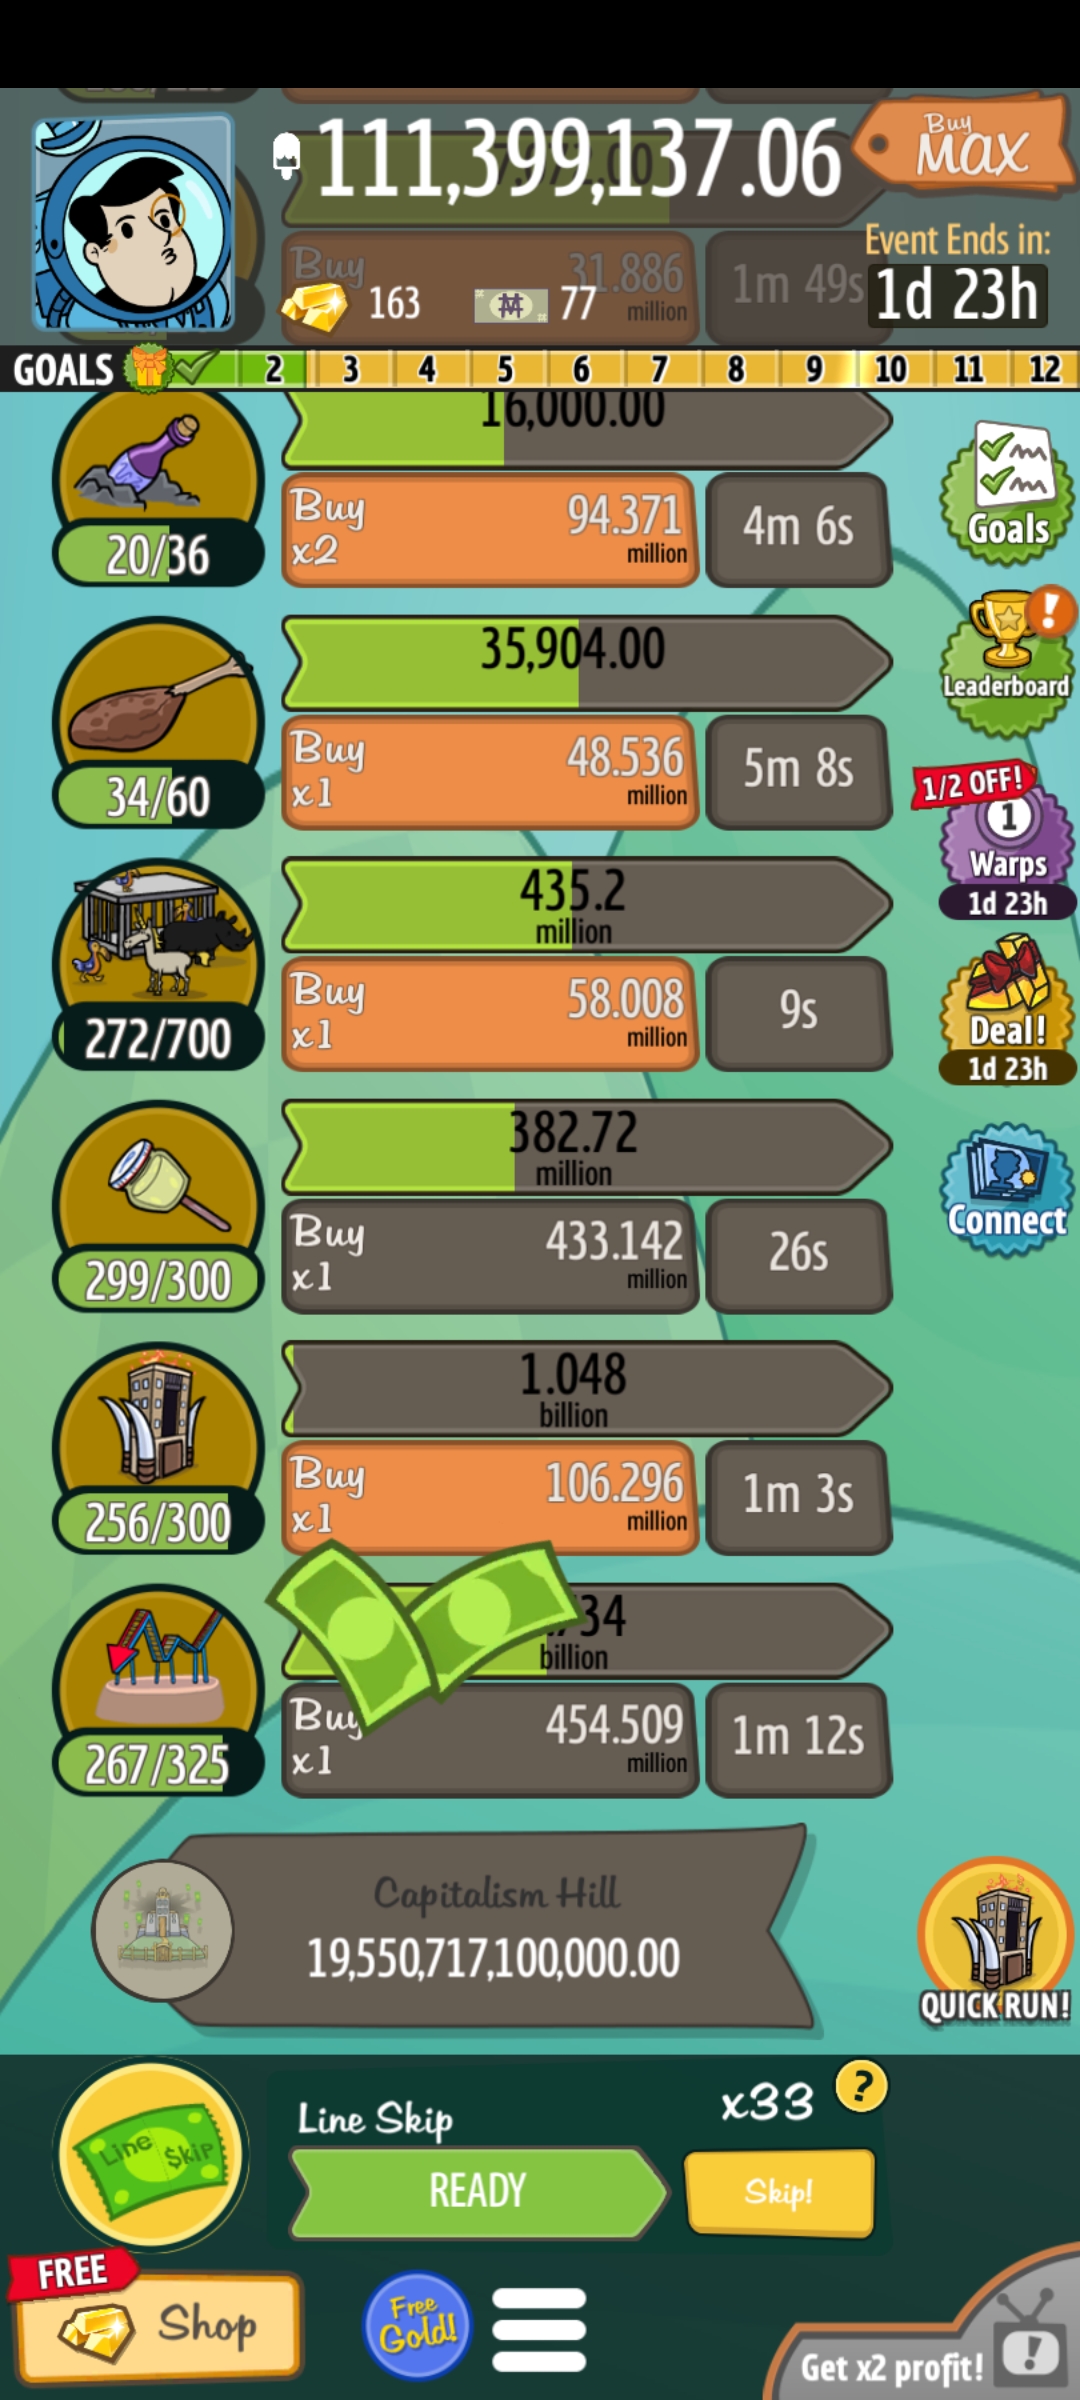 Buy
MAX
111,399,137.06
Buy
31.886
million
1m 49s
163
77
Event Ends in:
1d 23h
GOALS 2 3 4 5 6 7 8 9 10 11 12
16,000.00
20/36
Buy
x2
94.371
million
4m 6s
Goals
35,904.00
34/60
Buy
x1
48.536
million
5m 8s
Leaderboard
1/2 OFF!
1
Warps
1d 23h
435.2
million
272/700
Buy
x1
58.008
million
9s
Deal!
1d 23h
382.72
million
299/300
Buy
x1
433.142
million
26s
Connect
1.048
billion
256/300
Buy
x1
106.296
million
1m 3s
34
billion
267/325
Buy
x1
454.509
million
1m 12s
Capitalism Hill
19,550,717,100,000.00
QUICK RUN!
Line $kip
Line Skip
x33
?
READY
Skip!
FREE
Shop
Free
Gold!
Get x2 profit!